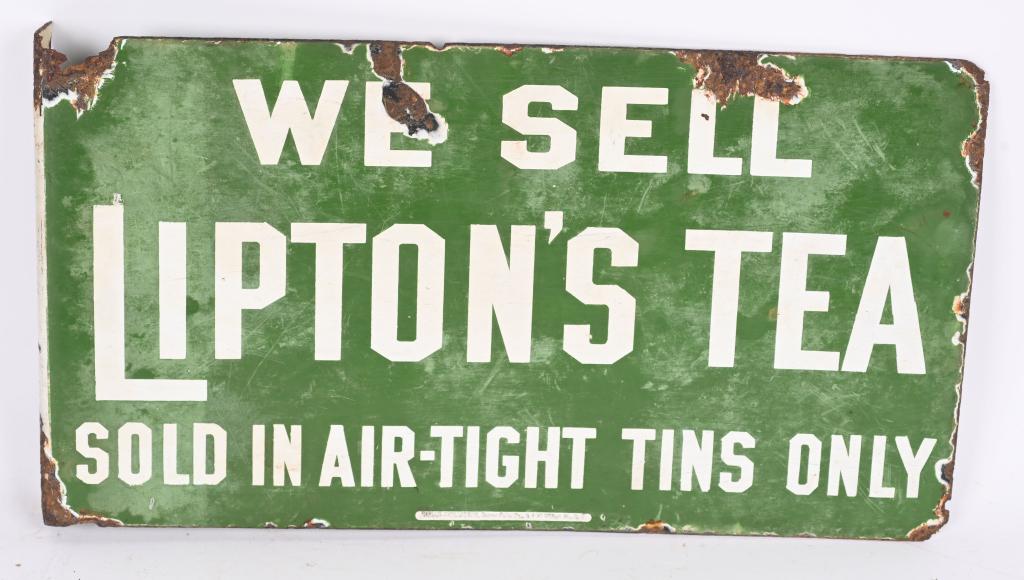 WE SELL
LIPTON'S TEA
SOLD IN AIR-TIGHT TINS ONLY